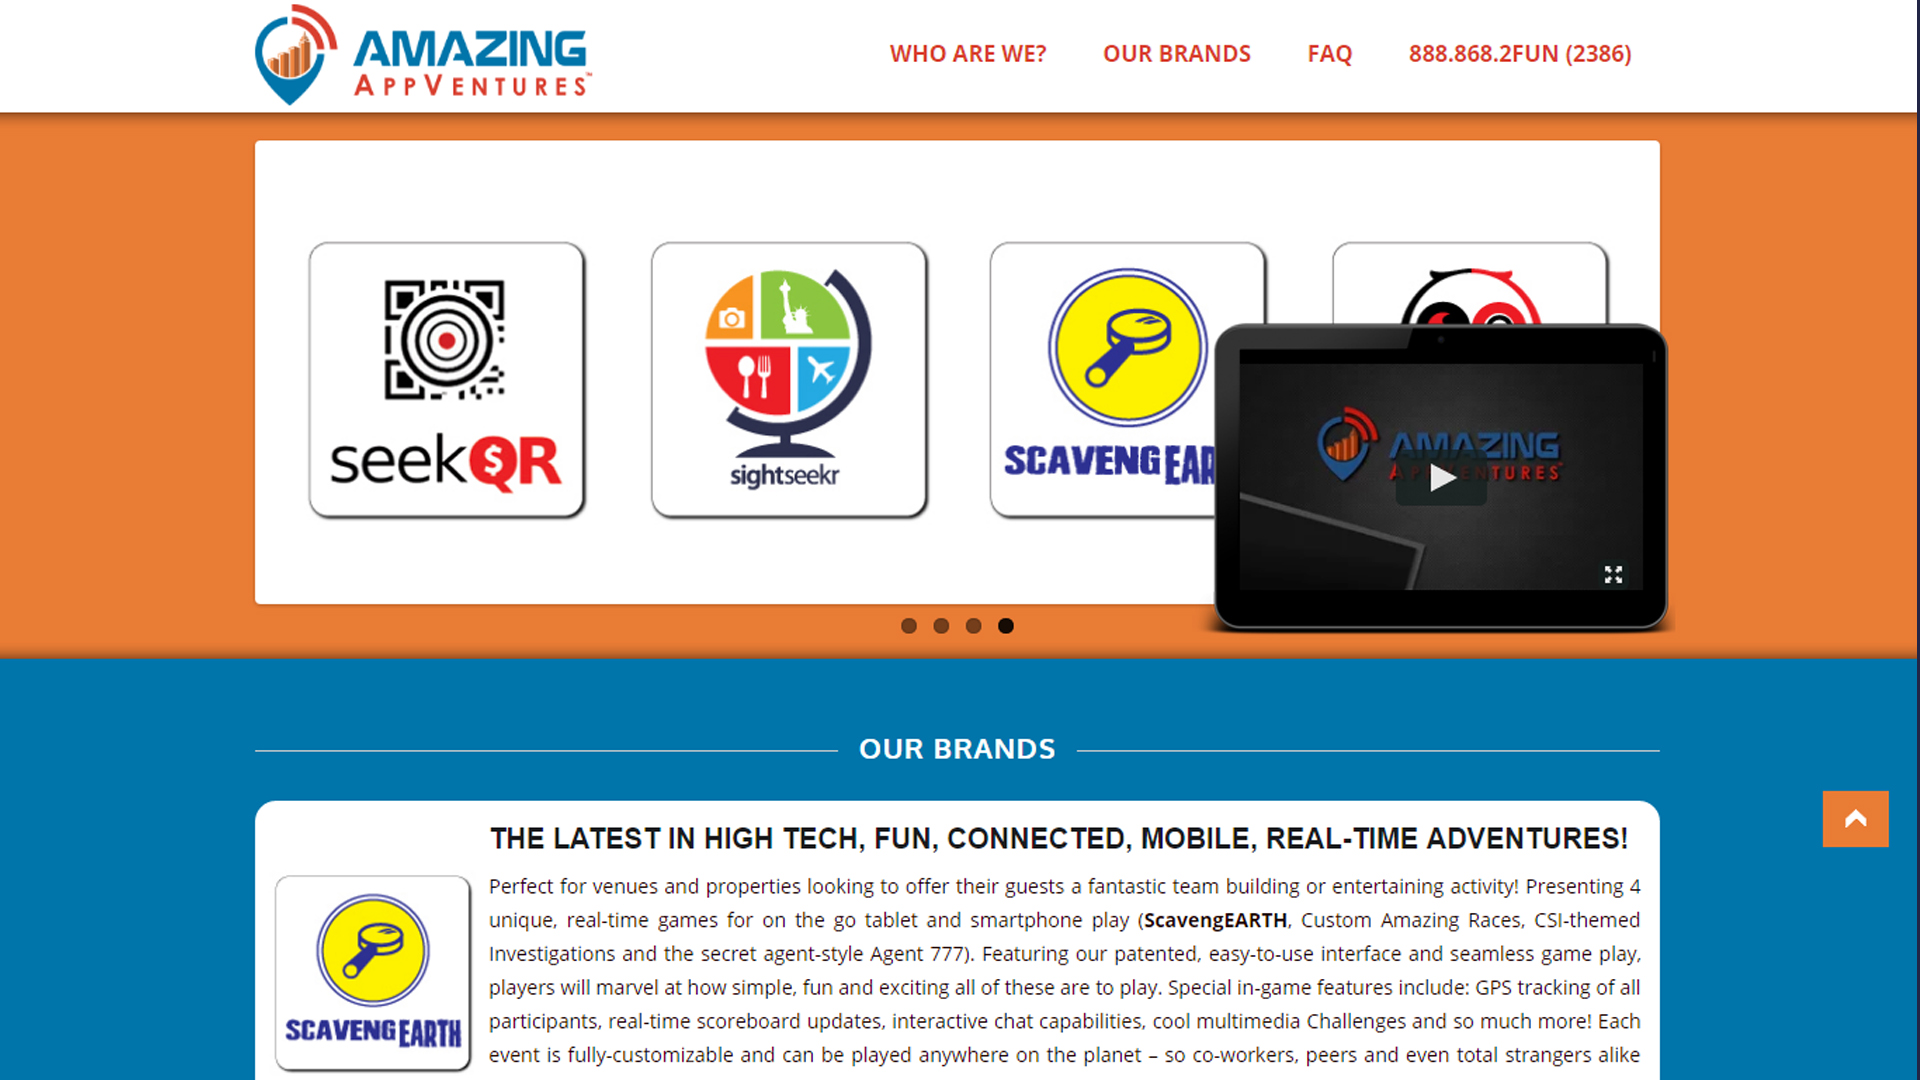 AMAZING
APPVENTURES™
WHO ARE WE?
OUR BRANDS
FAQ
888.868.2FUN (2386)
seekQR
sightseekr
SCAVENGEAR
AMAZING
APPVENTURES
OUR BRANDS
THE LATEST IN HIGH TECH, FUN, CONNECTED, MOBILE, REAL-TIME ADVENTURES!
SCAVENGEARTH
Perfect for venues and properties looking to offer their guests a fantastic team building or entertaining activity! Presenting 4
unique, real-time games for on the go tablet and smartphone play (ScavengEARTH, Custom Amazing Races, CSI-themed
Investigations and the secret agent-style Agent 777). Featuring our patented, easy-to-use interface and seamless game play,
players will marvel at how simple, fun and exciting all of these are to play. Special in-game features include: GPS tracking of all
participants, real-time scoreboard updates, interactive chat capabilities, cool multimedia Challenges and so much more! Each
event is fully-customizable and can be played anywhere on the planet – so co-workers, peers and even total strangers alike